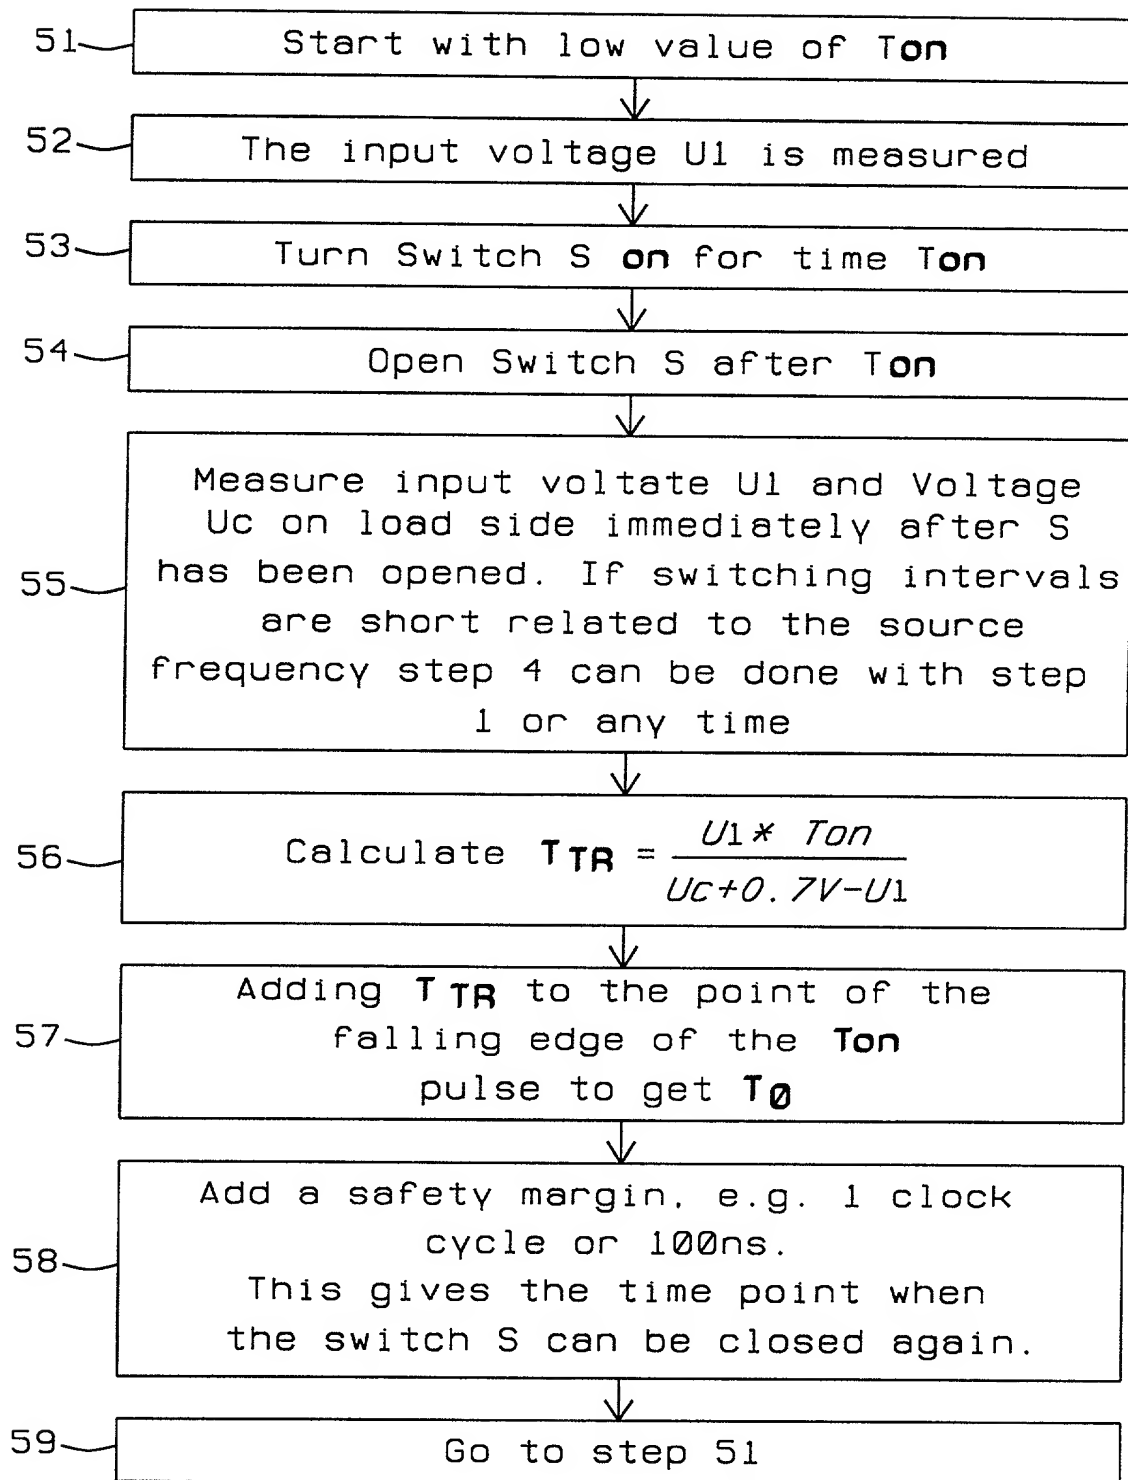 51 Start with low value of Ton
52 The input voltage U1 is measured
53 Turn Switch S on for time Ton
54 Open Switch S after Ton
Measure input voltate U1 and Voltage
Uc on load side immediately after S
55 has been opened. If switching intervals
are short related to the source
frequency step 4 can be done with step
1 or any time
56 Calculate TTR = U1* Ton
Uc+0.7V-U1
Adding TTR to the point of the
57 falling edge of the Ton
pulse to get T0
Add a safety margin, e.g. 1 clock
58 cycle or 100ns.
This gives the time point when
the switch S can be closed again.
59 Go to step 51